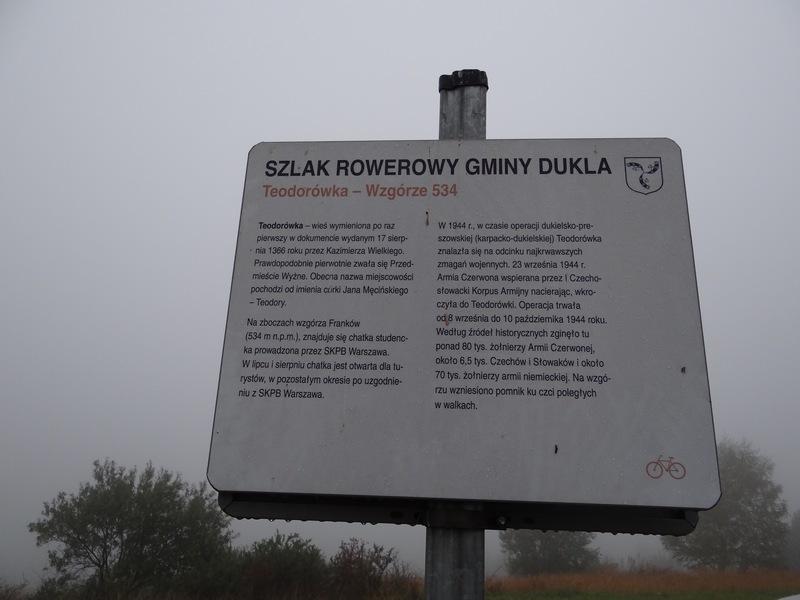 SZLAK ROWEROWY GMINY DUKLA
Teodorówka – Wzgórze 534
Teodorówka – wieś wymieniona po raz
pierwszy w dokumencie wydanym 17 sierp-
nia 1366 roku przez Kazimierza Wielkiego.
Prawdopodobnie pierwotnie zwała się Przed-
mieście Wyżne. Obecna nazwa miejscowości
pochodzi od imienia córki Jana Męcińskiego
– Teodory.
Na zboczach wzgórza Franków
(534 m n.p.m.), znajduje się chatka studenc-
ka prowadzona przez SKPB Warszawa.
W lipcu i sierpniu chatka jest otwarta dla tu-
rystów, w pozostałym okresie po uzgodnie-
niu z SKPB Warszawa.
W 1944 r., w czasie operacji dukielsko-pre-
szowskiej (karpacko-dukielskiej) Teodorówka
znalazła się na odcinku najkrwawszych
zmagań wojennych. 23 września 1944 r.
Armia Czerwona wspierana przez I Czecho-
słowacki Korpus Armijny nacierając, wkro-
czyła do Teodorówki. Operacja trwała
od 8 września do 10 października 1944 roku.
Według źródeł historycznych zginęło tu
ponad 80 tys. żołnierzy Armii Czerwonej,
około 6,5 tys. Czechów i Słowaków i około
70 tys. żołnierzy armii niemieckiej. Na wzgó-
rzu wzniesiono pomnik ku czci poległych
w walkach.